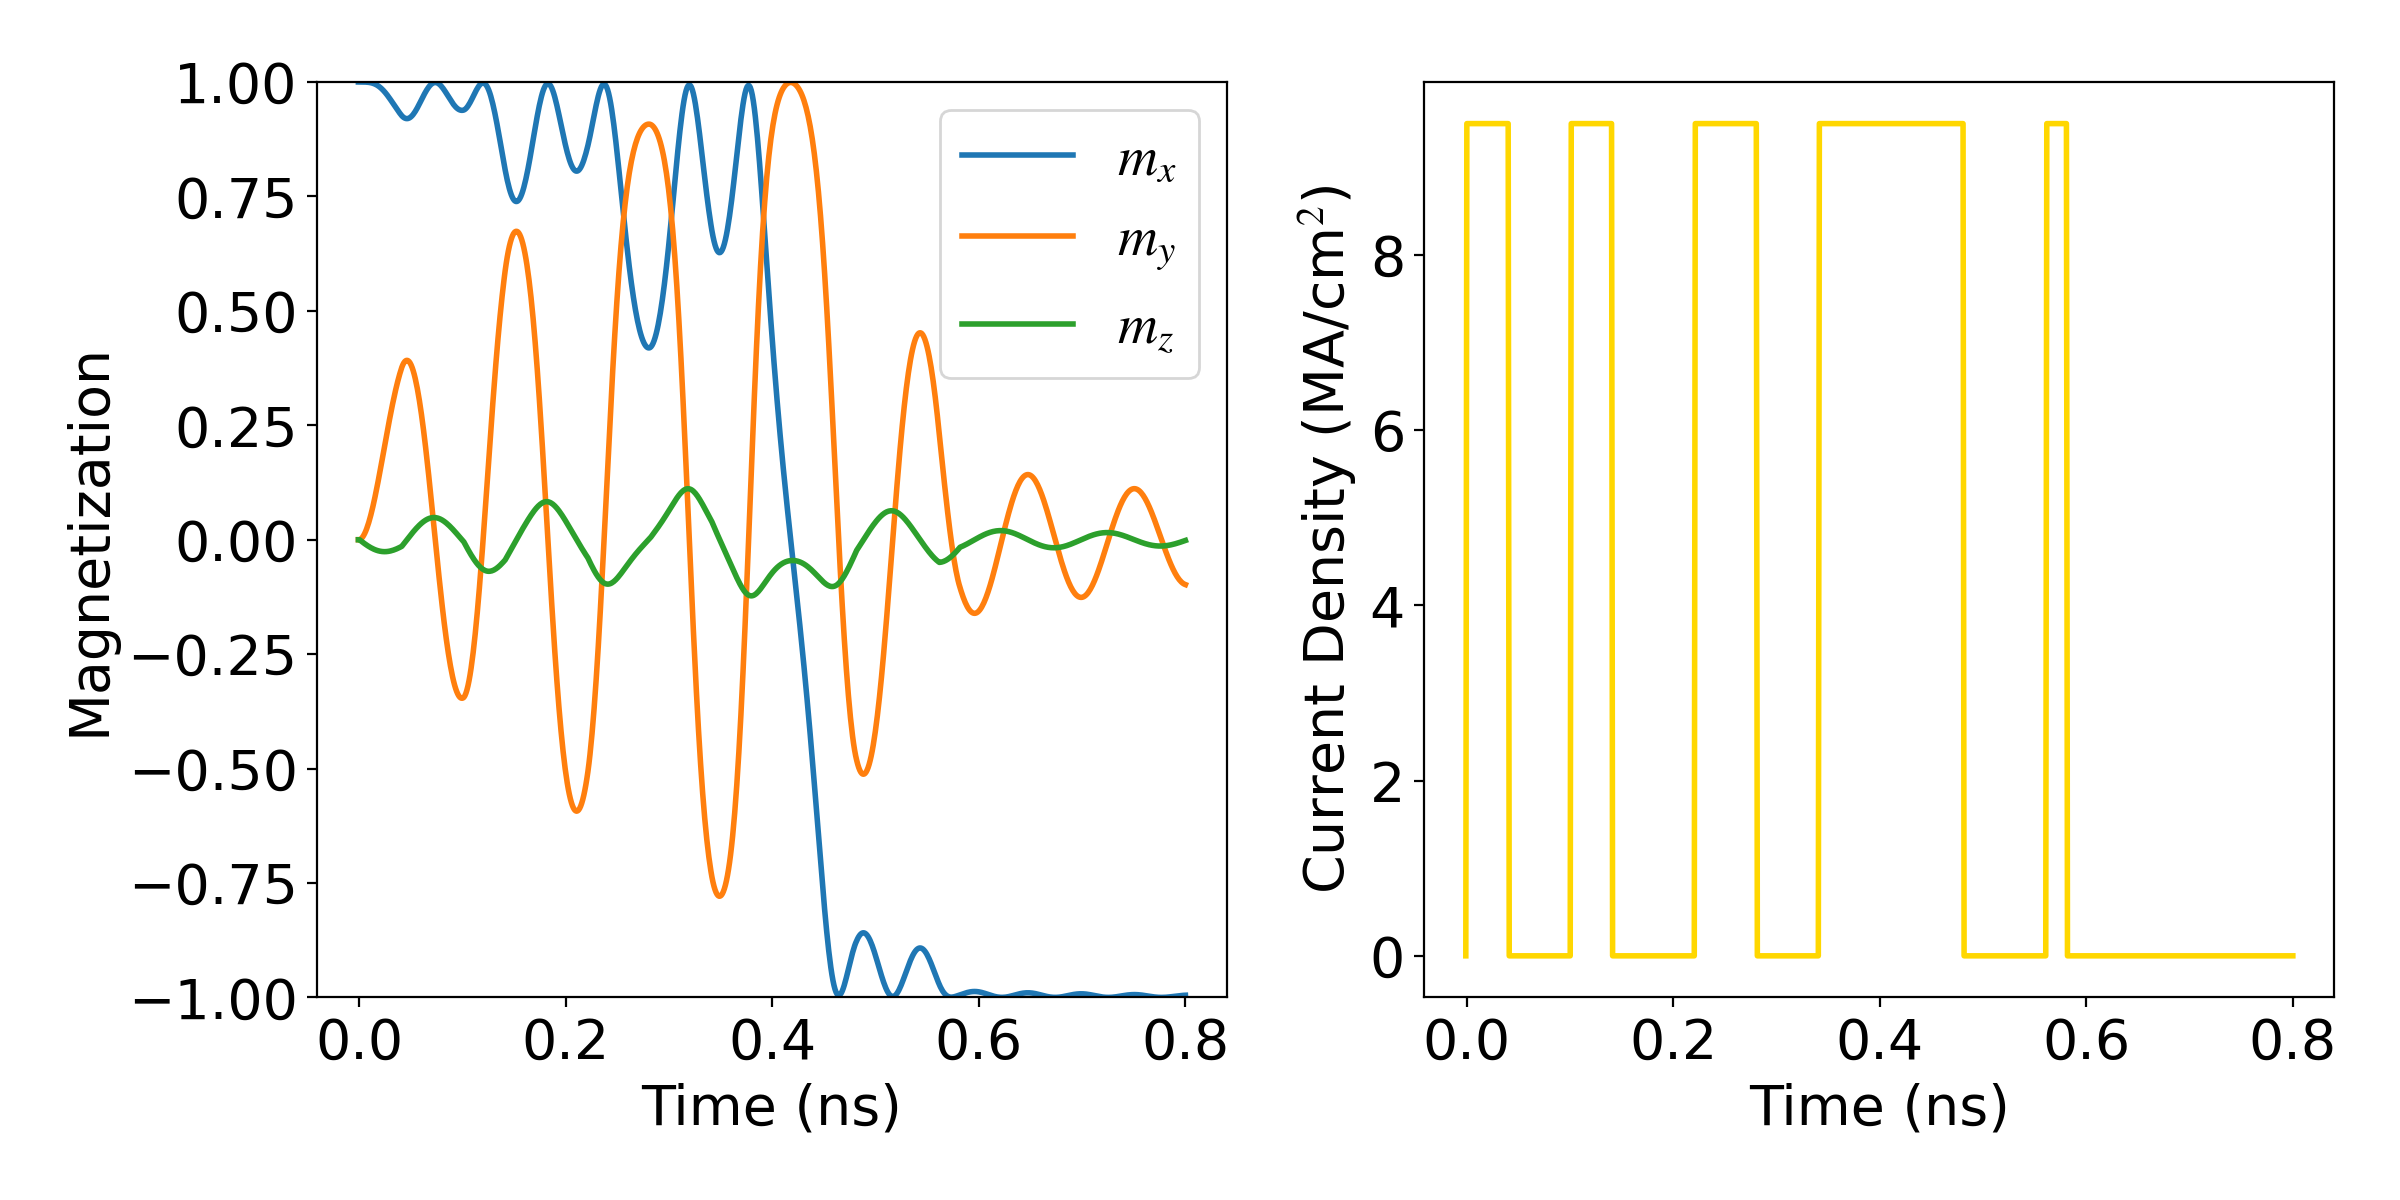 1.00
0.75
0.50
0.25
0.00
−0.25
−0.50
−0.75
−1.00
Magnetization
0.0 0.2 0.4 0.6 0.8
Time (ns)
mₓ
m_y
m_z
8
6
4
2
0
Current Density (MA/cm²)
0.0 0.2 0.4 0.6 0.8
Time (ns)